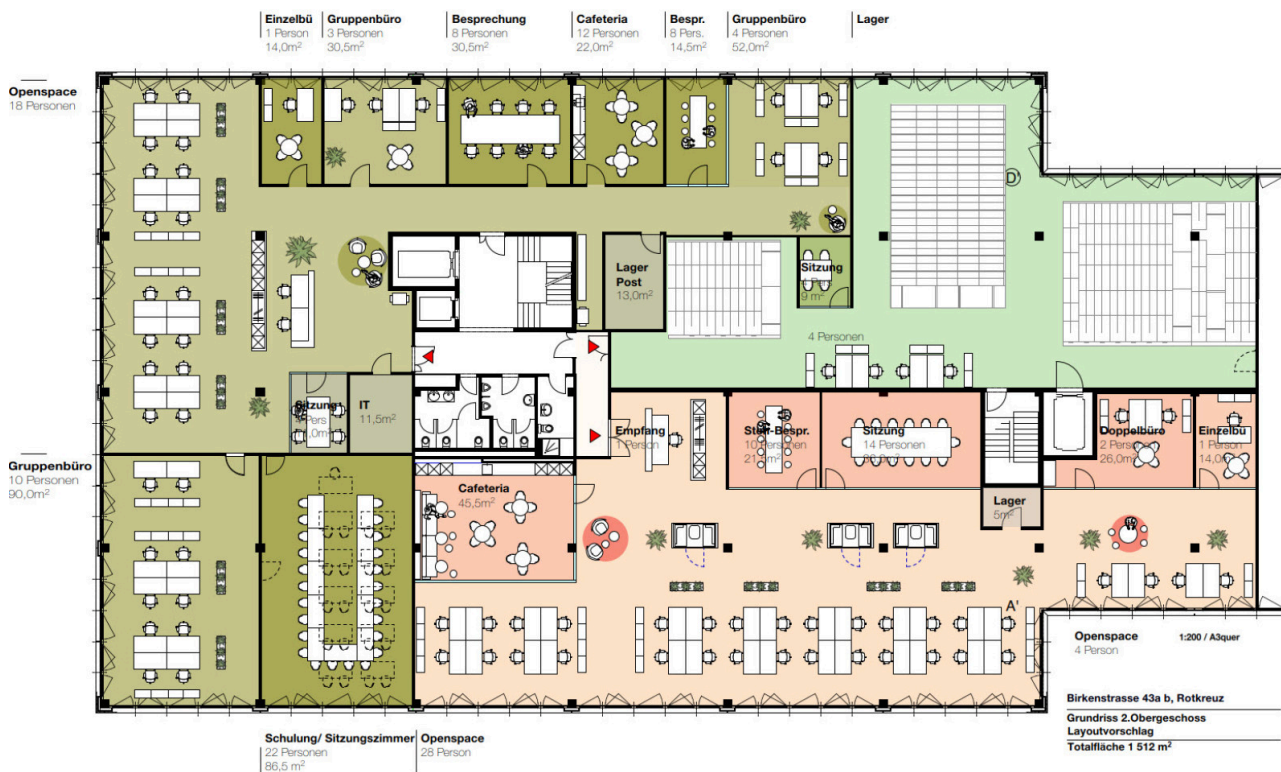 Einzelbü
1 Person
14,0m²
Gruppenbüro
3 Personen
30,5m²
Besprechung
8 Personen
30,5m²
Cafeteria
12 Personen
22,0m²
Bespr.
8 Pers.
14,5m²
Gruppenbüro
4 Personen
52,0m²
Lager
Openspace
18 Personen
D'
Lager
Post
13,0m²
Sitzung
9 m²
4 Personen
Sitzung
IT
11,5m²
Empfang
1 Person
10 Personen
Sitzung
14 Personen
Doppelbüro
2 Personen
26,0m²
Einzelbü
1 Person
14,0m²
Gruppenbüro
10 Personen
90,0m²
Cafeteria
45,5m²
Lager
5m²
A'
Openspace
4 Person
1:200 / A3quer
Birkenstrasse 43a b, Rotkreuz
Grundriss 2.Obergeschoss
Layoutvorschlag
Totalfläche 1 512 m²
Schulung/ Sitzungszimmer
22 Personen
86,5 m²
Openspace
28 Person